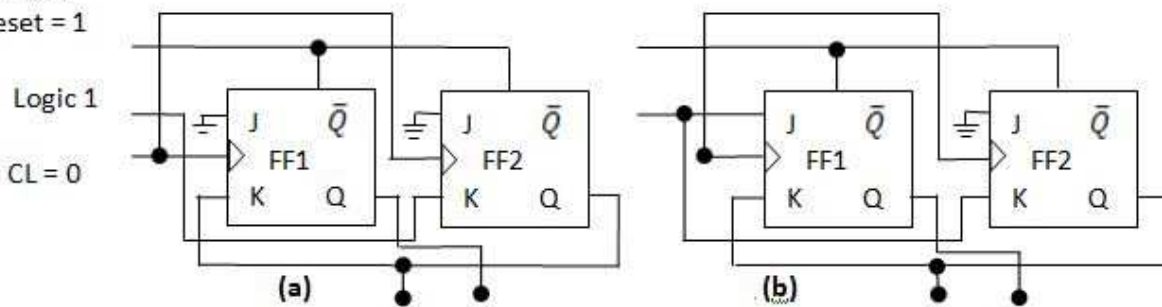 eset = 1
Logic 1
CL = 0
J Q̅
FF1
K Q
J Q̅
FF2
K Q
(a)
J Q̅
FF1
K Q
J Q̅
FF2
K Q
(b)